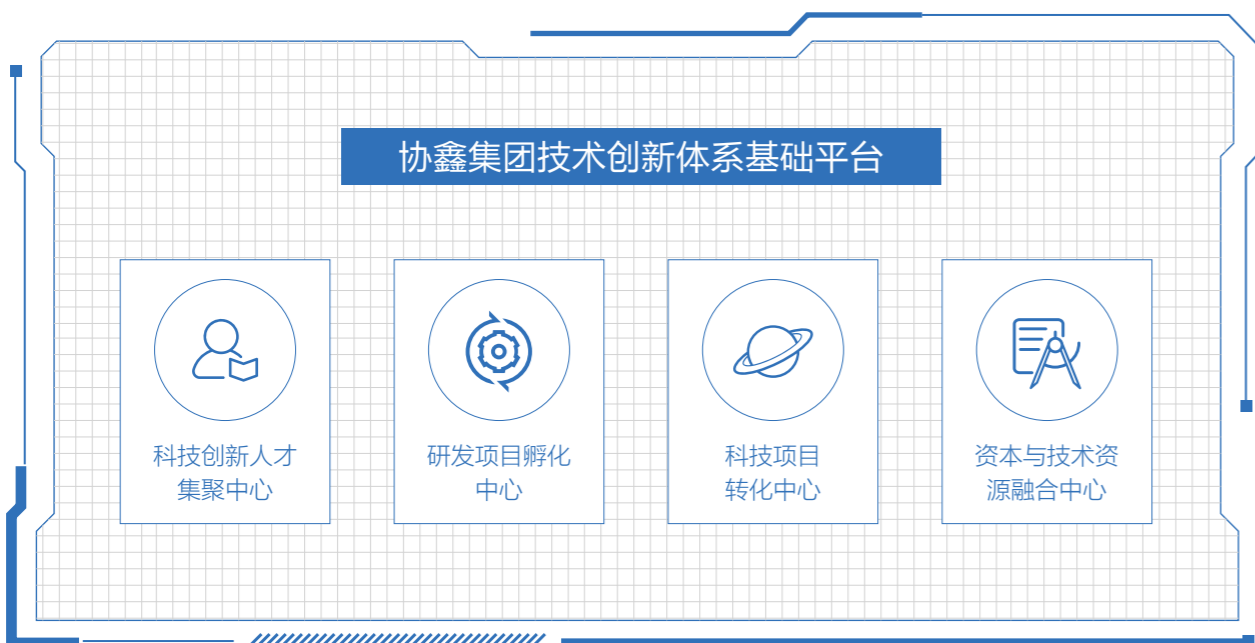 协鑫集团技术创新体系基础平台
科技创新人才
集聚中心
研发项目孵化
中心
科技项目
转化中心
资本与技术资
源融合中心